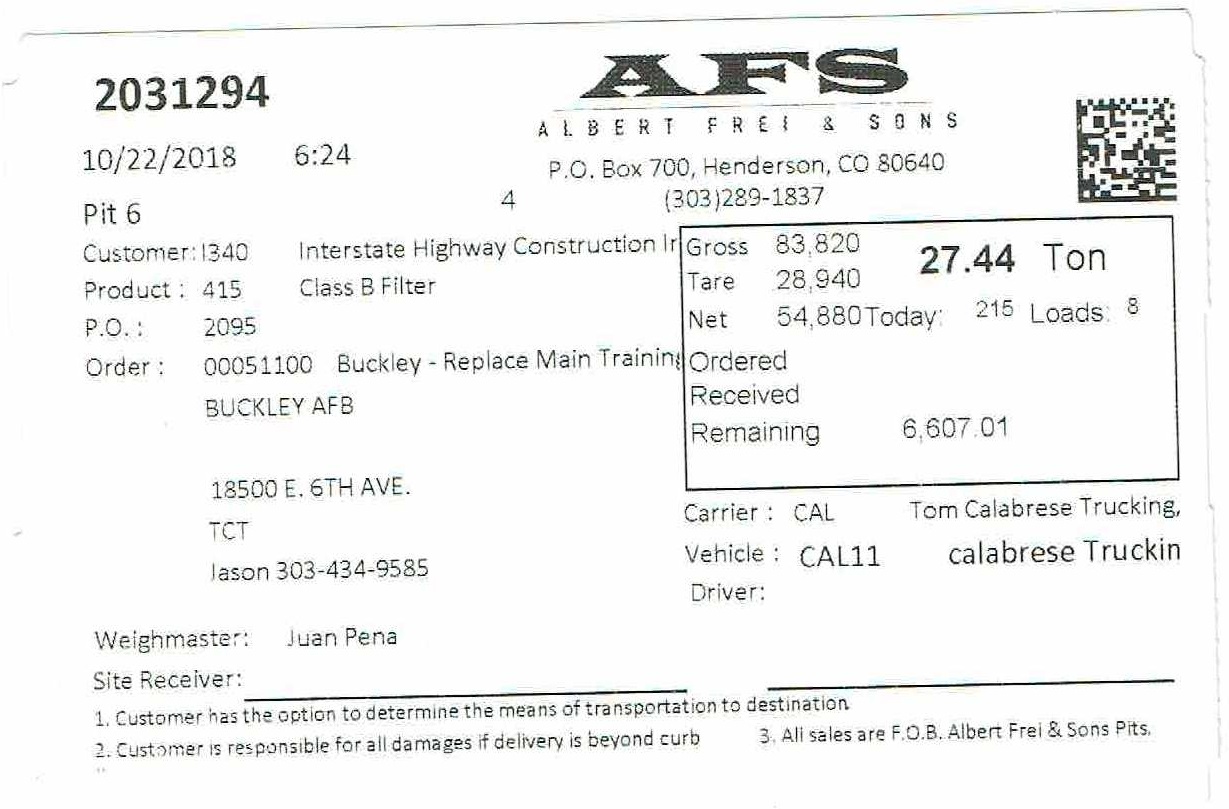 2031294
AFS
ALBERT FREI & SONS
10/22/2018 6:24
P.O. Box 700, Henderson, CO 80640
Pit 6
4
(303)289-1837
Customer: I340 Interstate Highway Construction Ir
Product : 415 Class B Filter
P.O. : 2095
Order : 00051100 Buckley - Replace Main Training
BUCKLEY AFB
18500 E. 6TH AVE.
TCT
Jason 303-434-9585
Gross 83,820 27.44 Ton
Tare 28,940
Net 54,880 Today: 215 Loads: 8
Ordered
Received
Remaining 6,607.01
Carrier : CAL Tom Calabrese Trucking,
Vehicle : CAL11 calabrese Truckin
Driver:
Weighmaster: Juan Pena
Site Receiver:
1. Customer has the option to determine the means of transportation to destination
2. Customer is responsible for all damages if delivery is beyond curb 3. All sales are F.O.B. Albert Frei & Sons Pits.